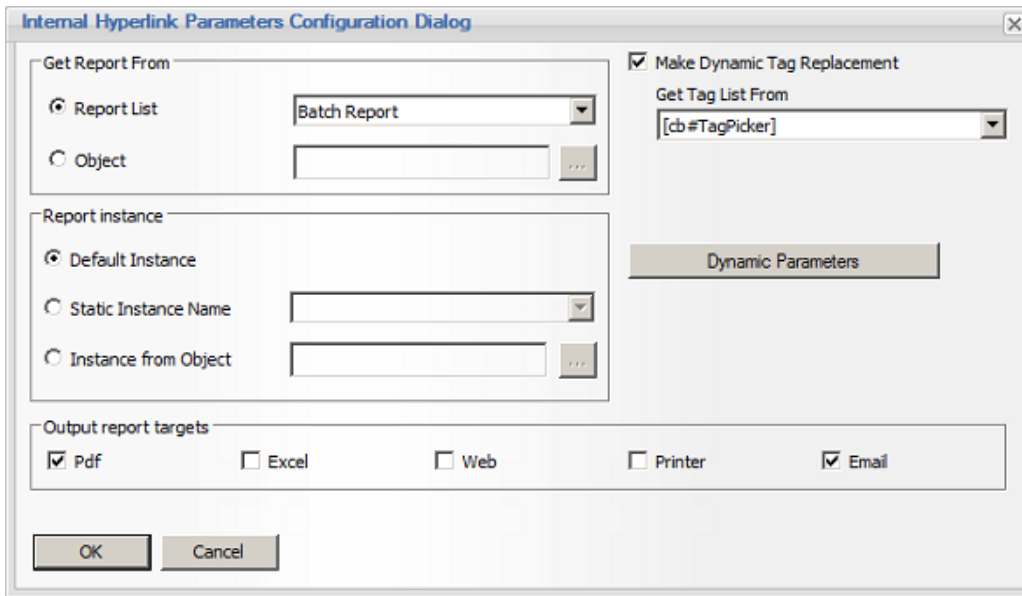 Internal Hyperlink Parameters Configuration Dialog
Get Report From
Report List
Batch Report
Object
...
Make Dynamic Tag Replacement
Get Tag List From
[cb#TagPicker]
Report instance
Default Instance
Static Instance Name
Instance from Object
...
Dynamic Parameters
Output report targets
Pdf Excel Web Printer Email
OK Cancel